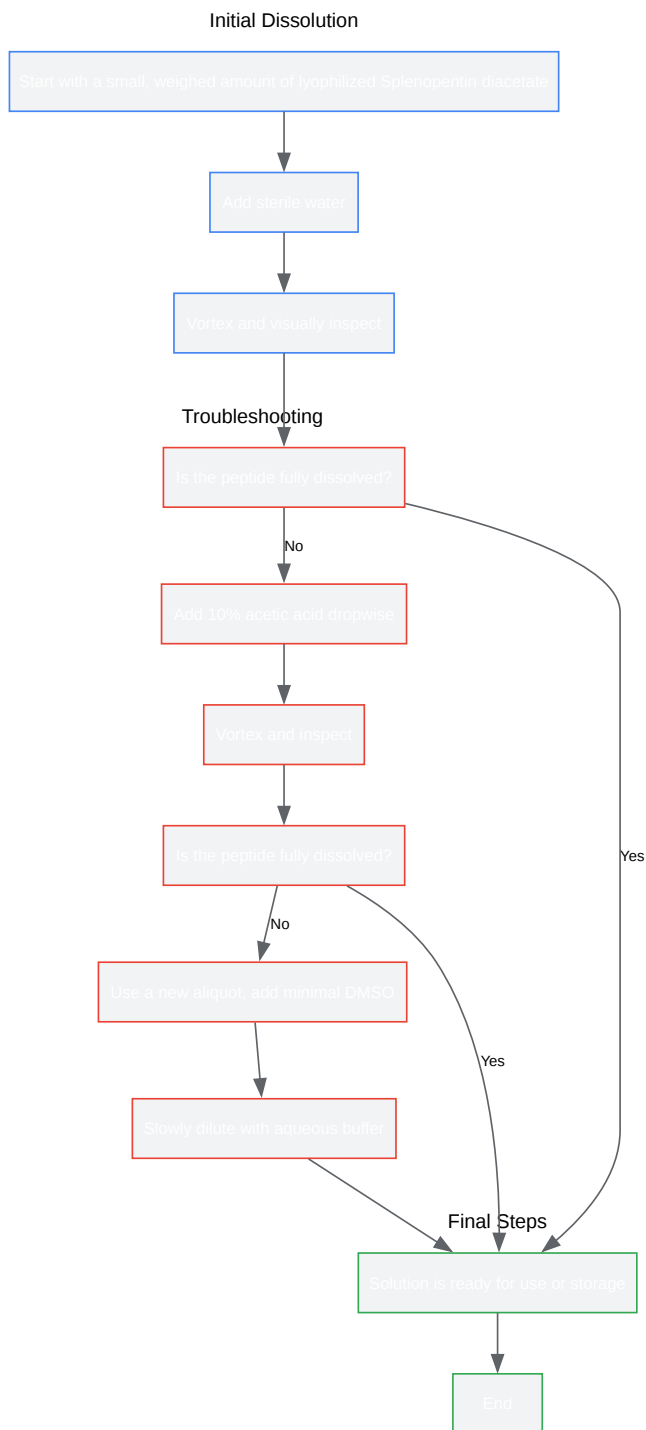 Initial Dissolution
Start with a small, weighed amount of lyophilized Splenopentin diacetate
Add sterile water
Vortex and visually inspect
Troubleshooting
Is the peptide fully dissolved?
No
Add 10% acetic acid dropwise
Vortex and inspect
Is the peptide fully dissolved?
Yes
No
Use a new aliquot, add minimal DMSO
Yes
Slowly dilute with aqueous buffer
Final Steps
Solution is ready for use or storage
End